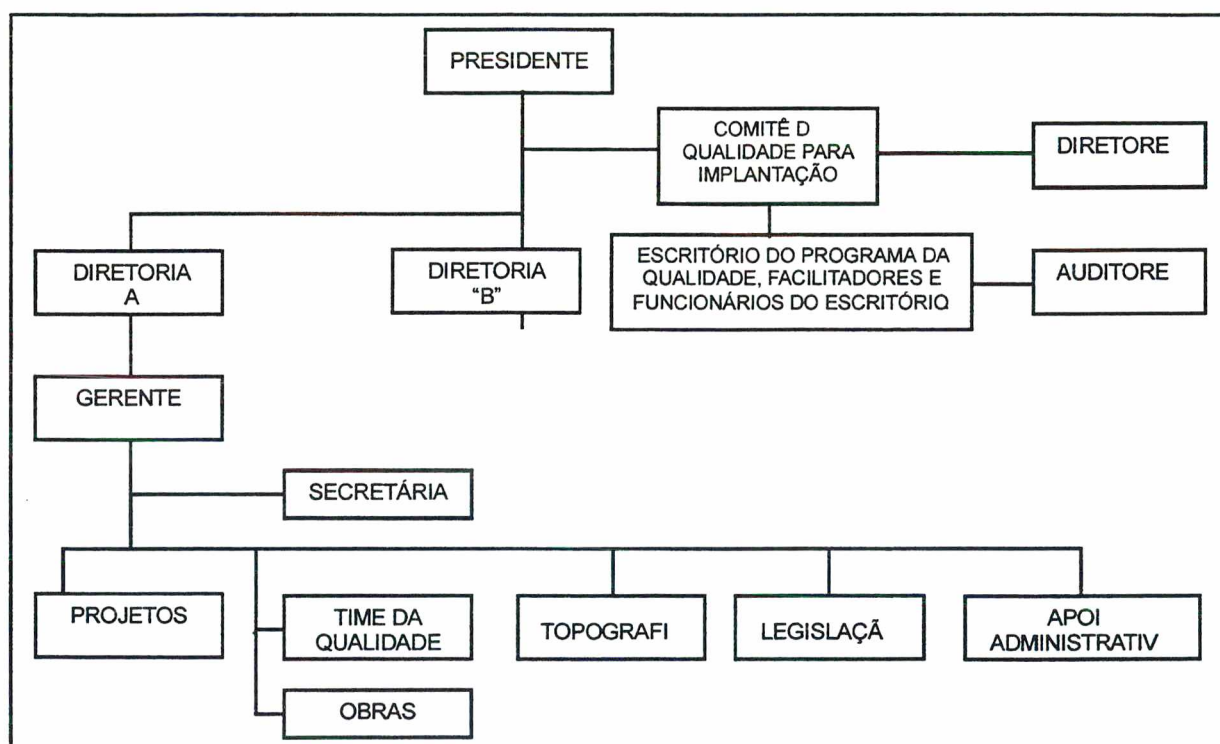 PRESIDENTE
COMITÊ D
QUALIDADE PARA
IMPLANTAÇÃO
DIRETORE
DIRETORIA
A
DIRETORIA
“B”
ESCRITÓRIO DO PROGRAMA DA
QUALIDADE, FACILITADORES E
FUNCIONÁRIOS DO ESCRITÓRIO
AUDITORE
GERENTE
SECRETÁRIA
PROJETOS
TIME DA
QUALIDADE
TOPOGRAFI
LEGISLAÇÃ
APOI
ADMINISTRATIV
OBRAS